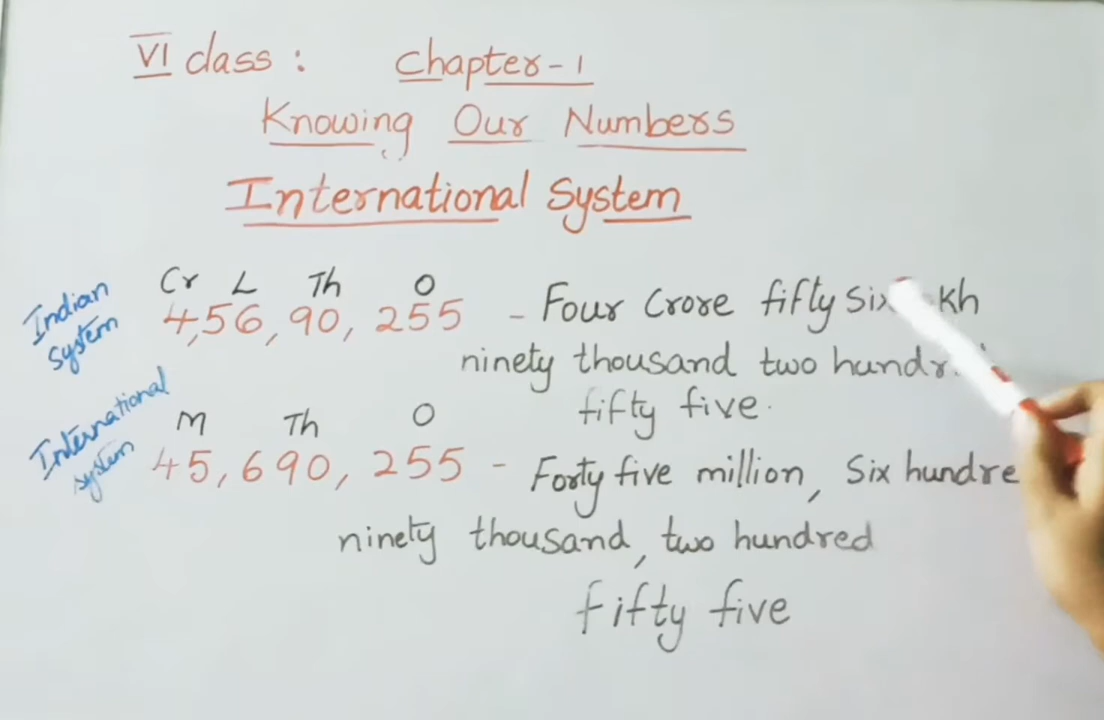 VI class : Chapter-1
Knowing Our Numbers
International System
Indian System
Cr L Th O
4,56,90,255 - Four Crore fifty six kh
ninety thousand two hundr
fifty five.
International system
M Th O
45,690,255 - Forty five million, Six hundre
ninety thousand, two hundred
fifty five